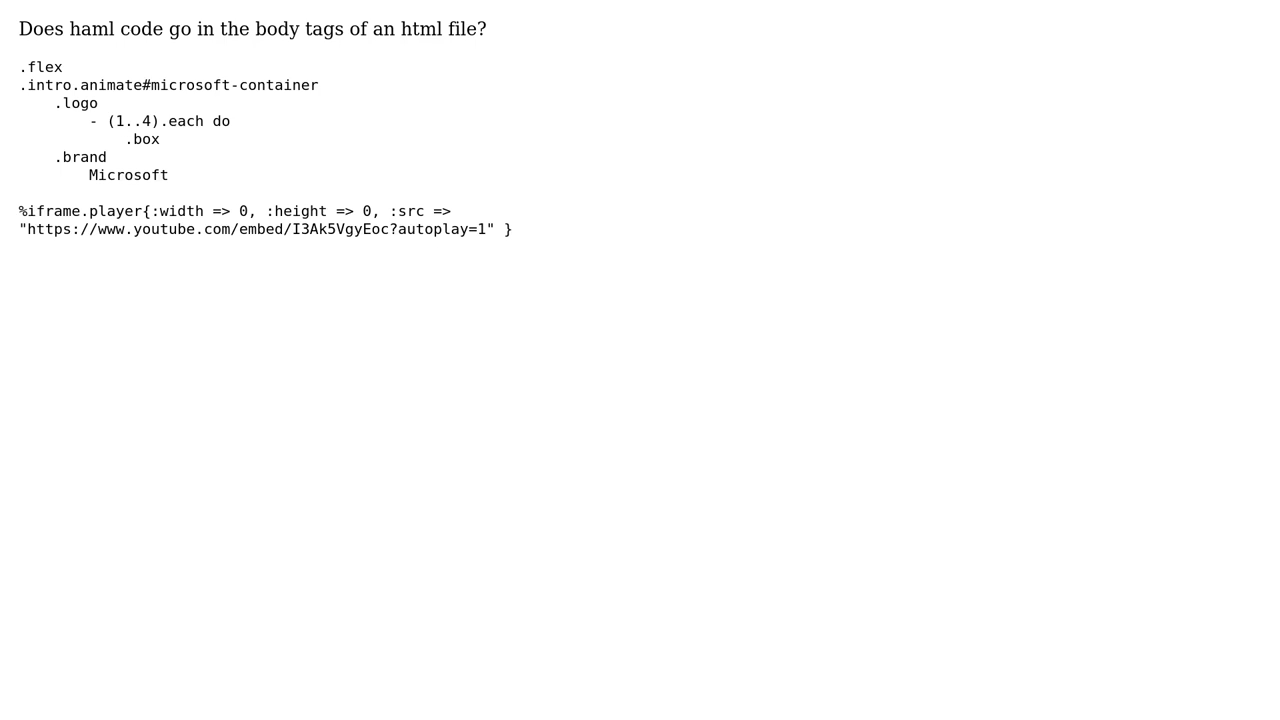 Does haml code go in the body tags of an html file?
.flex
.intro.animate#microsoft-container
    .logo
        - (1..4).each do
            .box
    .brand
        Microsoft

%iframe.player{:width => 0, :height => 0, :src =>
"https://www.youtube.com/embed/I3Ak5VgyEoc?autoplay=1" }